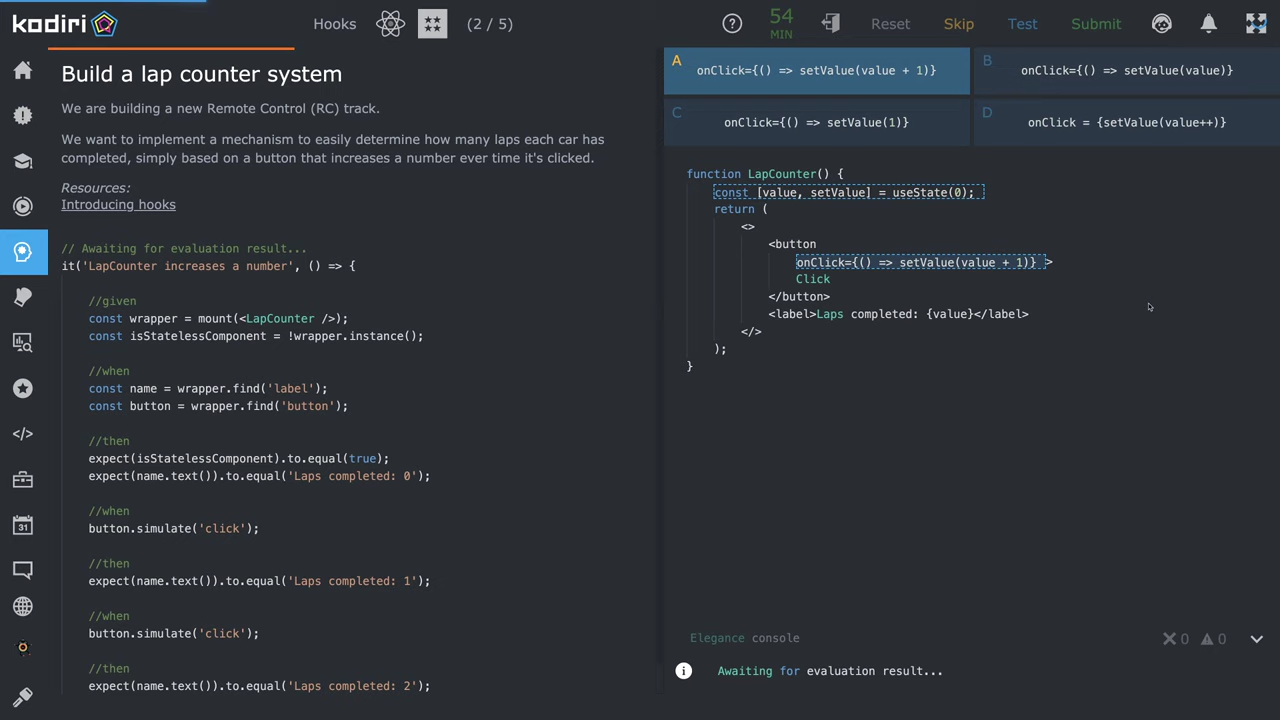 kodiri
Hooks
(2 / 5)
54
MIN
Reset
Skip
Test
Submit
Build a lap counter system
We are building a new Remote Control (RC) track.
We want to implement a mechanism to easily determine how many laps each car has
completed, simply based on a button that increases a number ever time it's clicked.
Resources:
Introducing hooks
// Awaiting for evaluation result...
it('LapCounter increases a number', () => {
//given
const wrapper = mount(<LapCounter />);
const isStatelessComponent = !wrapper.instance();
//when
const name = wrapper.find('label');
const button = wrapper.find('button');
//then
expect(isStatelessComponent).to.equal(true);
expect(name.text()).to.equal('Laps completed: 0');
//when
button.simulate('click');
//then
expect(name.text()).to.equal('Laps completed: 1');
//when
button.simulate('click');
//then
expect(name.text()).to.equal('Laps completed: 2');
31
A
onClick={() => setValue(value + 1)}
B
onClick={() => setValue(value)}
C
onClick={() => setValue(1)}
D
onClick = {setValue(value++)}
function LapCounter() {
const [value, setValue] = useState(0);
return (
<>
<button
onClick={() => setValue(value + 1)} >
Click
</button>
<label>Laps completed: {value}</label>
</>
);
}
Elegance console
0
0
Awaiting for evaluation result...